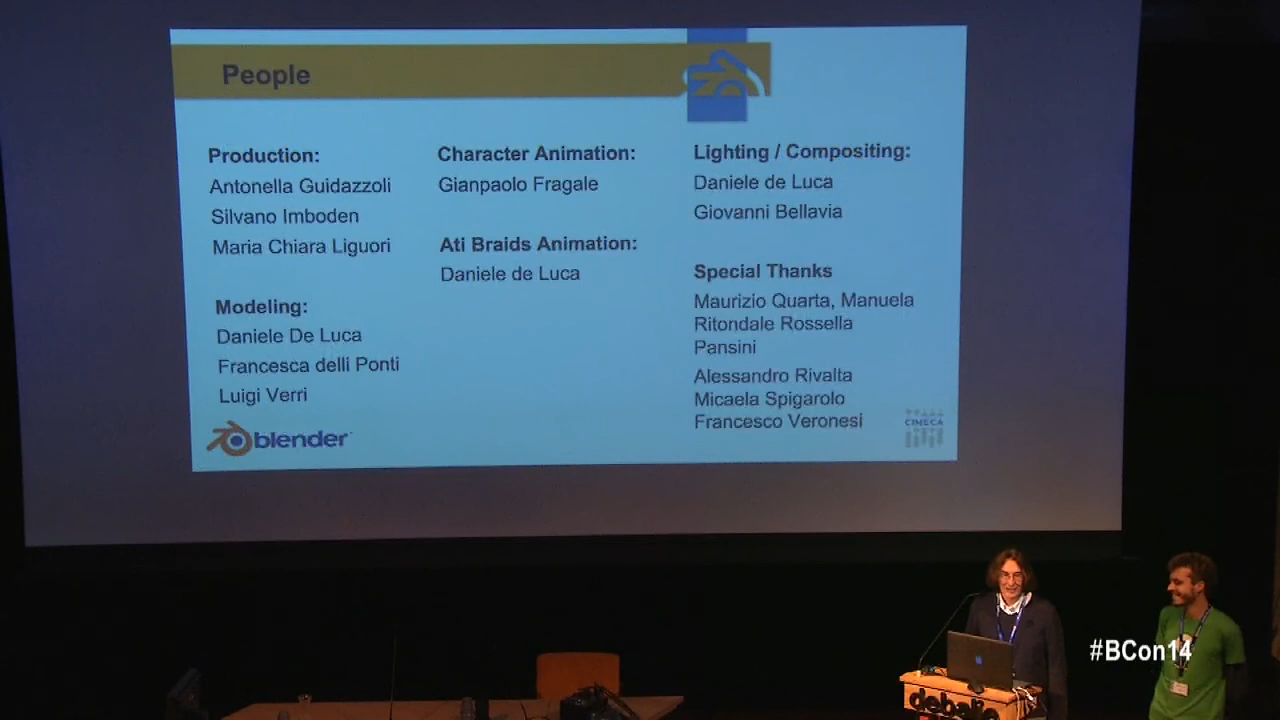 People
Production:
Antonella Guidazzoli
Silvano Imboden
Maria Chiara Liguori
Modeling:
Daniele De Luca
Francesca delli Ponti
Luigi Verri
Character Animation:
Gianpaolo Fragale
Ati Braids Animation:
Daniele de Luca
Lighting / Compositing:
Daniele de Luca
Giovanni Bellavia
Special Thanks
Maurizio Quarta, Manuela
Ritondale Rossella
Pansini
Alessandro Rivalta
Micaela Spigarolo
Francesco Veronesi
blender
CINECA
#BCon14
debalie